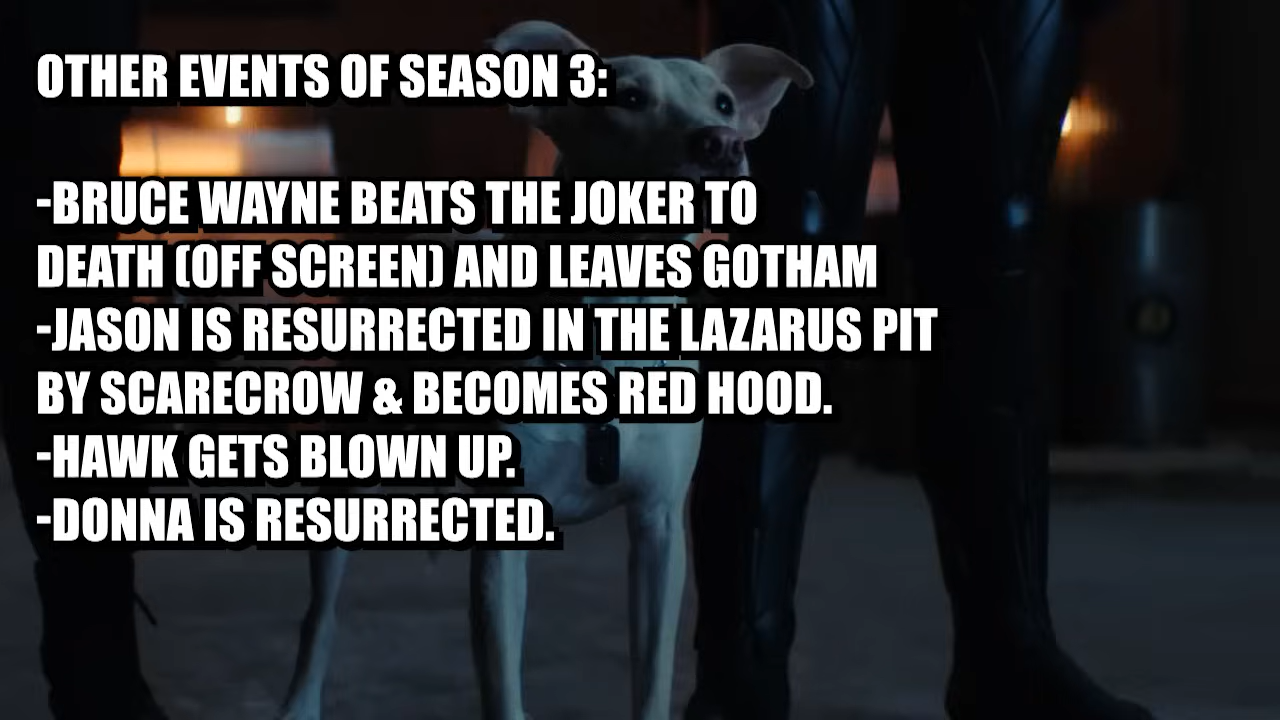 OTHER EVENTS OF SEASON 3:
-BRUCE WAYNE BEATS THE JOKER TO
DEATH (OFF SCREEN) AND LEAVES GOTHAM
-JASON IS RESURRECTED IN THE LAZARUS PIT
BY SCARECROW & BECOMES RED HOOD.
-HAWK GETS BLOWN UP.
-DONNA IS RESURRECTED.